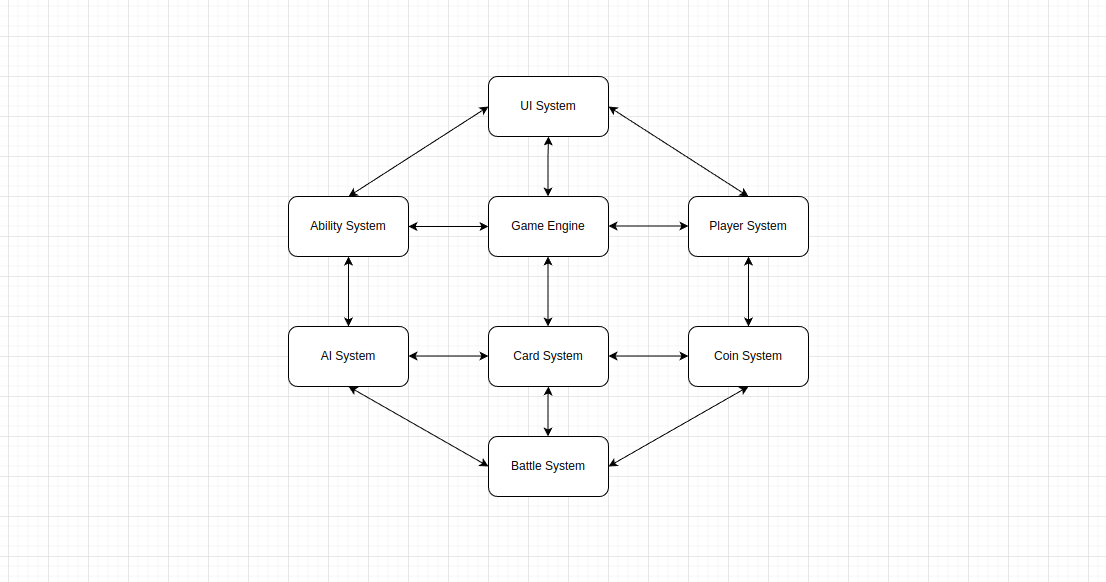 UI System
Ability System
Game Engine
Player System
AI System
Card System
Coin System
Battle System